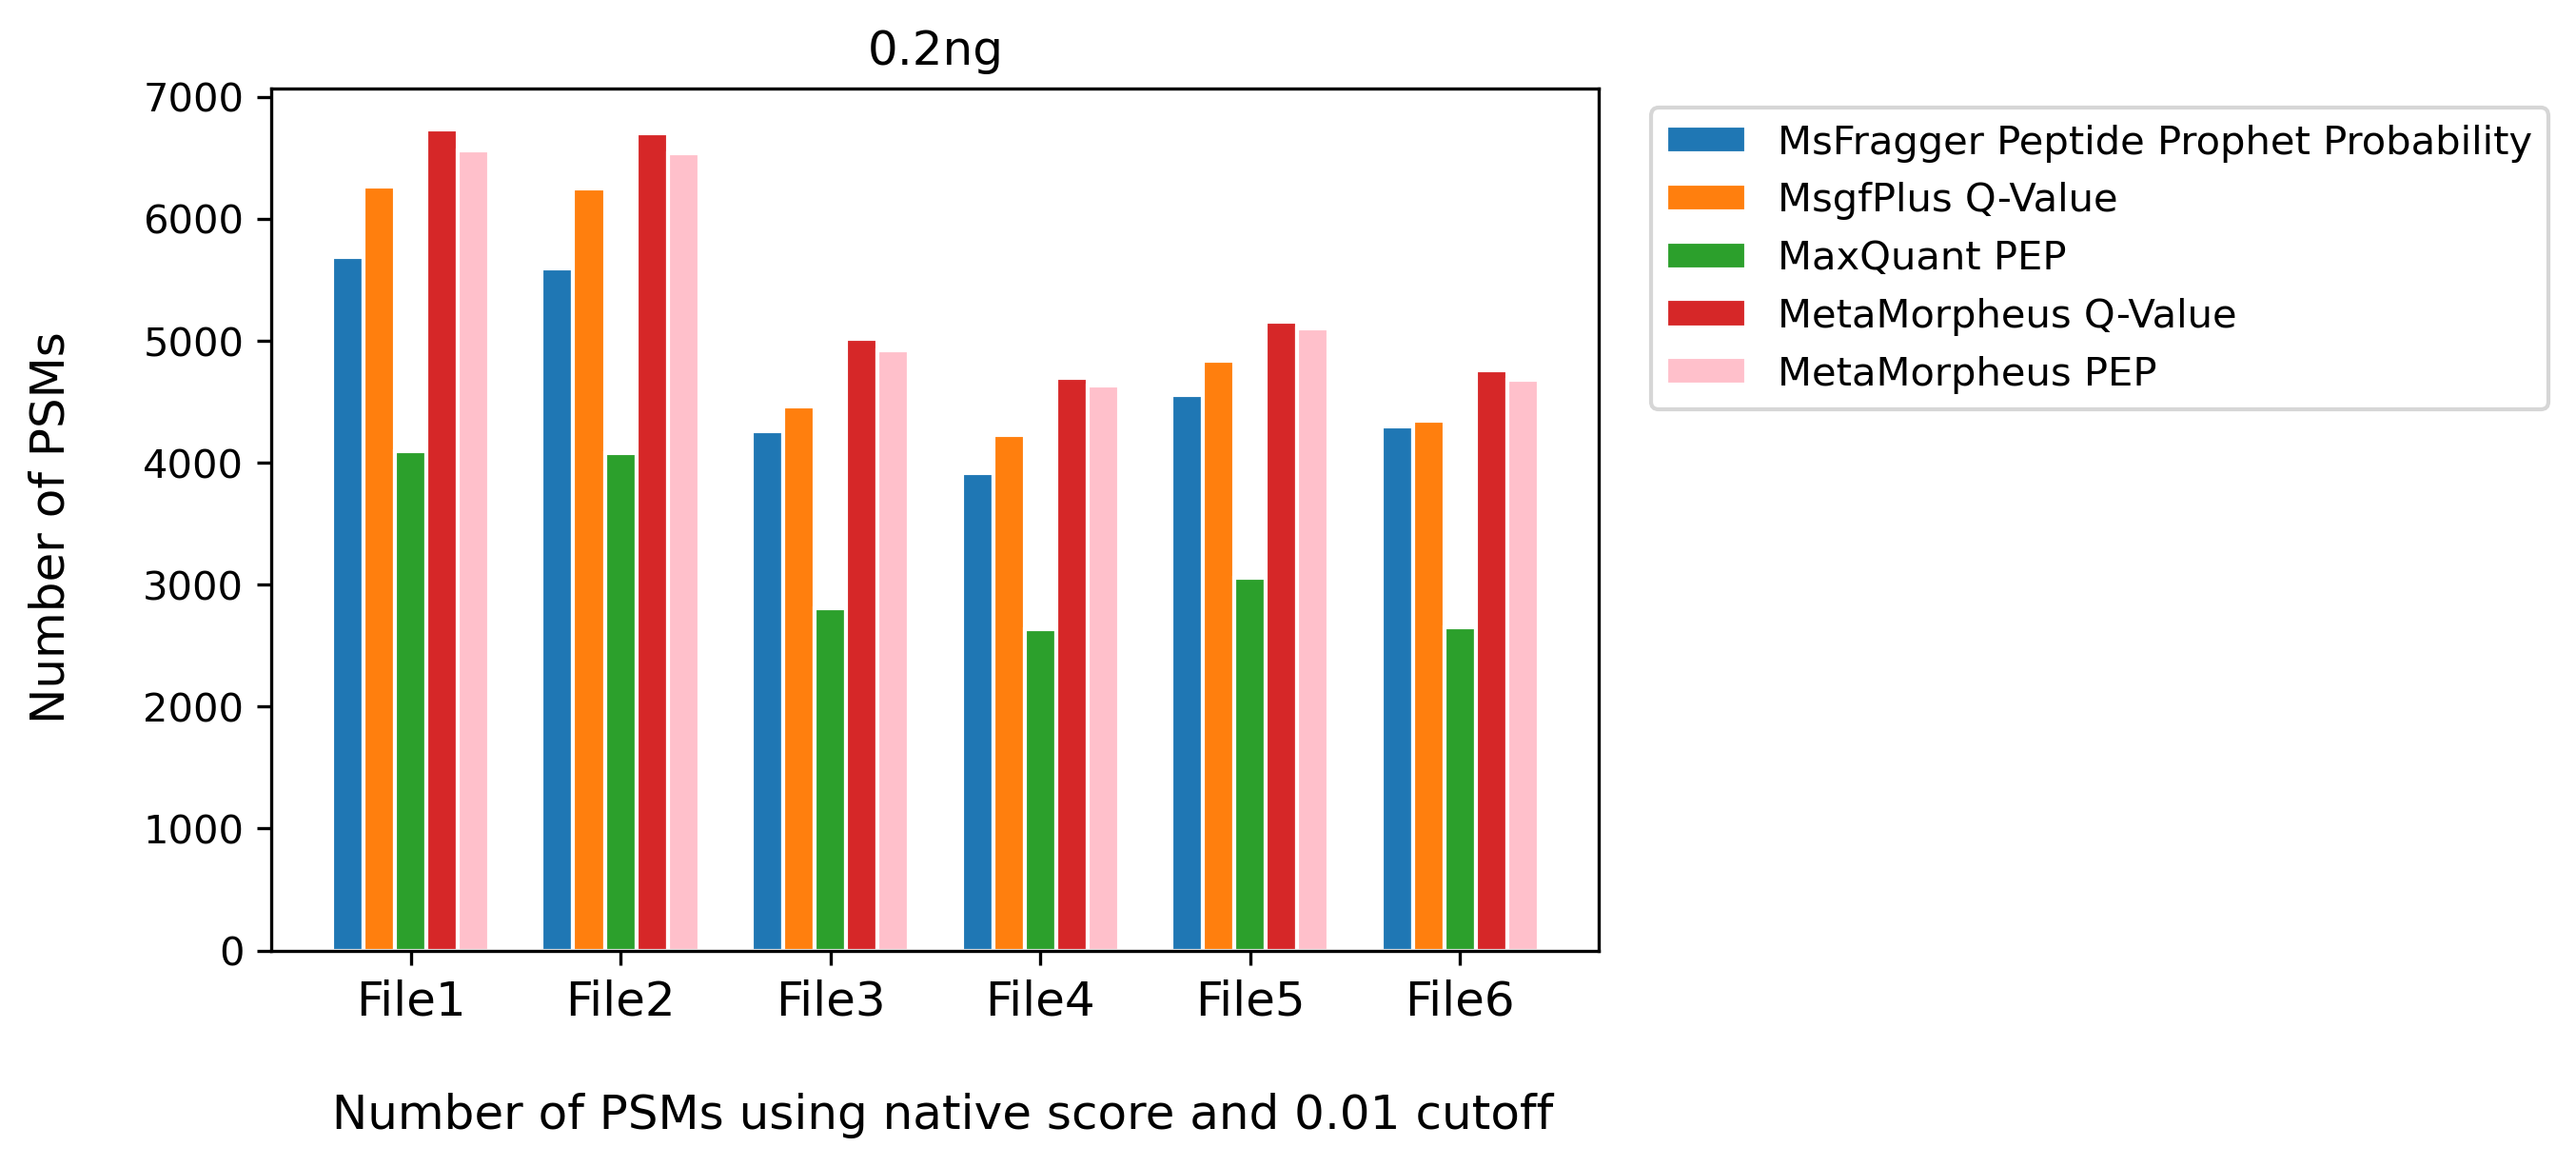 0.2ng
7000
6000
5000
4000
3000
2000
1000
0
Number of PSMs
File1 File2 File3 File4 File5 File6
Number of PSMs using native score and 0.01 cutoff
MsFragger Peptide Prophet Probability
MsgfPlus Q-Value
MaxQuant PEP
MetaMorpheus Q-Value
MetaMorpheus PEP